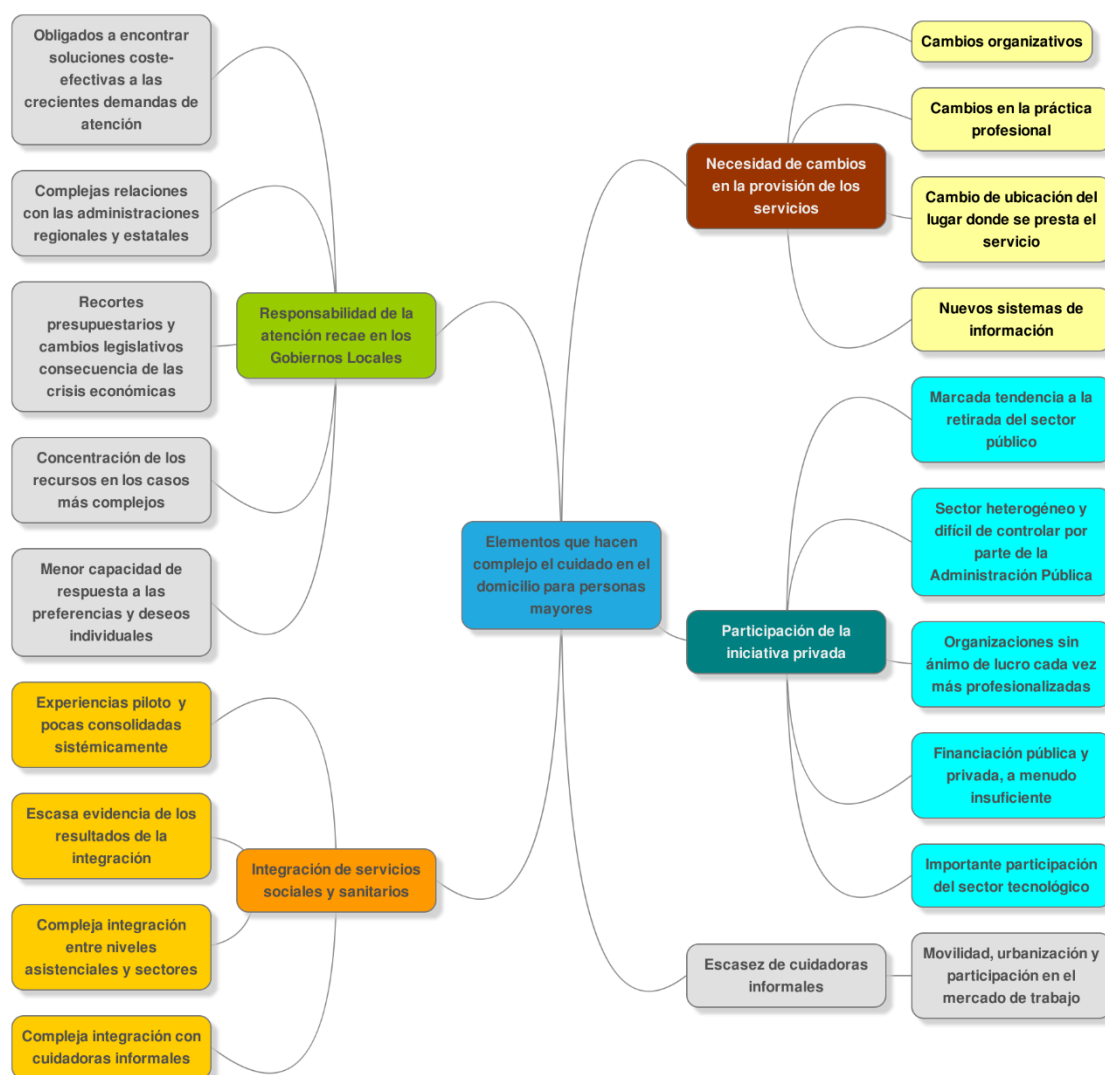 Obligados a encontrar
soluciones coste-
efectivas a las
crecientes demandas de
atención
Complejas relaciones
con las administraciones
regionales y estatales
Recortes
presupuestarios y
cambios legislativos
consecuencia de las
crisis económicas
Concentración de los
recursos en los casos
más complejos
Menor capacidad de
respuesta a las
preferencias y deseos
individuales
Responsabilidad de la
atención recae en los
Gobiernos Locales
Experiencias piloto y
pocas consolidadas
sistémicamente
Escasa evidencia de los
resultados de la
integración
Compleja integración
entre niveles
asistenciales y sectores
Compleja integración con
cuidadoras informales
Integración de servicios
sociales y sanitarios
Elementos que hacen
complejo el cuidado en el
domicilio para personas
mayores
Necesidad de cambios
en la provisión de los
servicios
Cambios organizativos
Cambios en la práctica
profesional
Cambio de ubicación del
lugar donde se presta el
servicio
Nuevos sistemas de
información
Participación de la
iniciativa privada
Marcada tendencia a la
retirada del sector
público
Sector heterogéneo y
difícil de controlar por
parte de la
Administración Pública
Organizaciones sin
ánimo de lucro cada vez
más profesionalizadas
Financiación pública y
privada, a menudo
insuficiente
Importante participación
del sector tecnológico
Escasez de cuidadoras
informales
Movilidad, urbanización y
participación en el
mercado de trabajo